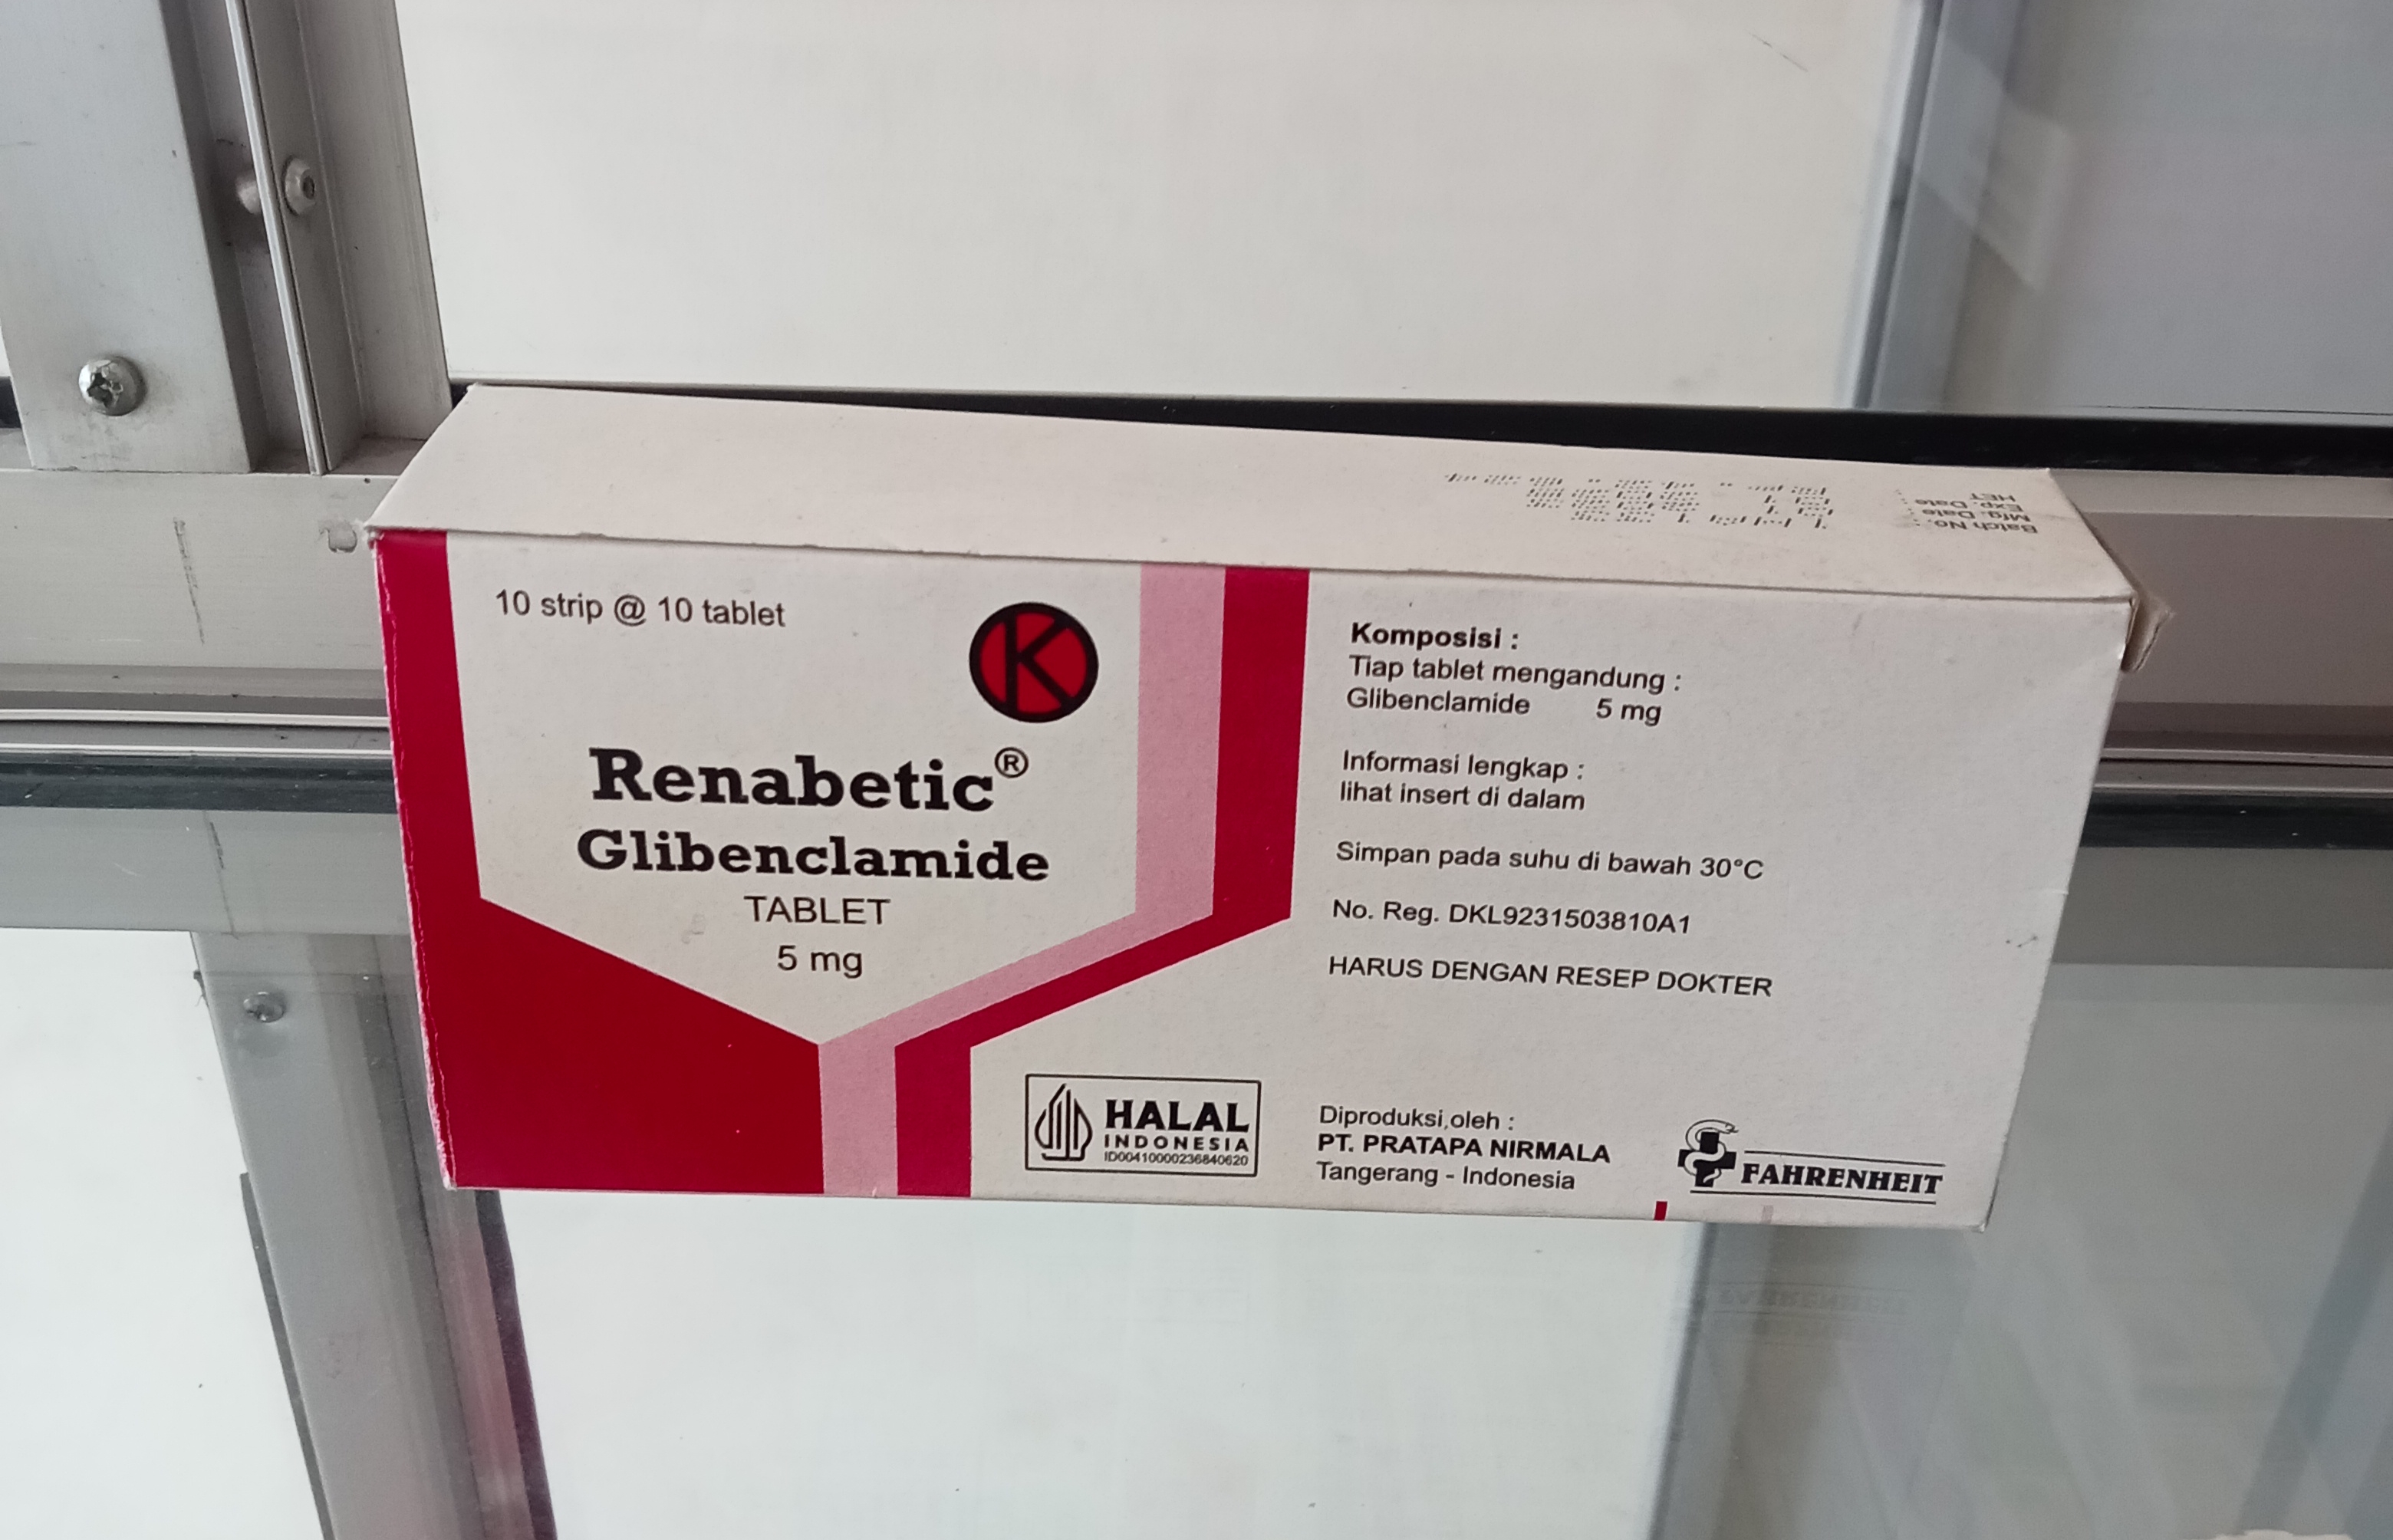 Batch No.
Mfg. Date
Exp. Date
HET
10 strip @ 10 tablet
K
Renabetic®
Glibenclamide
TABLET
5 mg
Komposisi :
Tiap tablet mengandung :
Glibenclamide 5 mg
Informasi lengkap :
lihat insert di dalam
Simpan pada suhu di bawah 30°C
No. Reg. DKL9231503810A1
HARUS DENGAN RESEP DOKTER
HALAL
INDONESIA
ID00410000236840620
Diproduksi oleh :
PT. PRATAPA NIRMALA
Tangerang - Indonesia
FAHRENHEIT